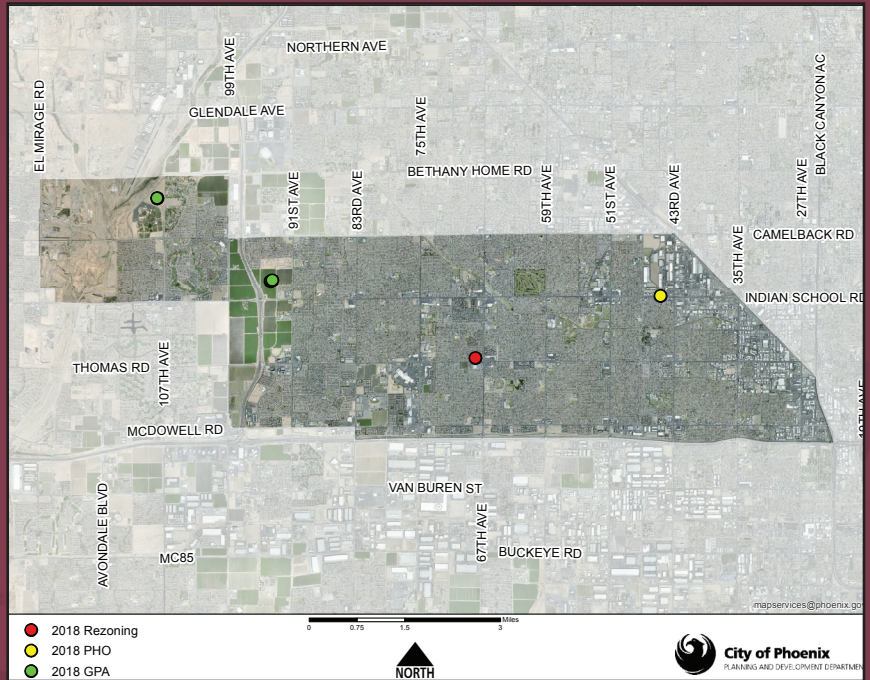 NORTHERN AVE
99TH AVE
EL MIRAGE RD
GLENDALE AVE
75TH AVE
BLACK CANYON AC
BETHANY HOME RD
91ST AVE
83RD AVE
59TH AVE
51ST AVE
43RD AVE
27TH AVE
35TH AVE
CAMELBACK RD
INDIAN SCHOOL RD
THOMAS RD
107TH AVE
MCDOWELL RD
AVONDALE BLVD
VAN BUREN ST
67TH AVE
BUCKEYE RD
MC85
mapservices@phoenix.gov
2018 Rezoning
2018 PHO
2018 GPA
Miles
0 0.75 1.5 3
NORTH
City of Phoenix
PLANNING AND DEVELOPMENT DEPARTMEN